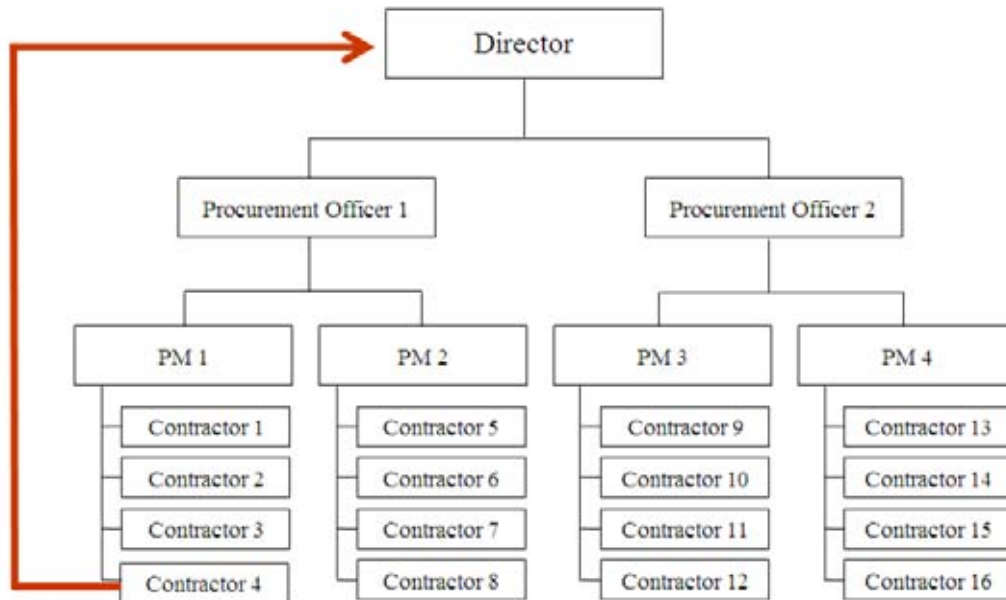 Director
Procurement Officer 1
Procurement Officer 2
PM 1
PM 2
PM 3
PM 4
Contractor 1
Contractor 2
Contractor 3
Contractor 4
Contractor 5
Contractor 6
Contractor 7
Contractor 8
Contractor 9
Contractor 10
Contractor 11
Contractor 12
Contractor 13
Contractor 14
Contractor 15
Contractor 16